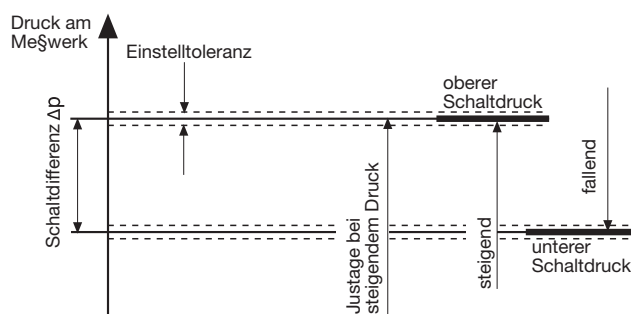 Druck am
Me§werk
Einstelltoleranz
oberer
Schaltdruck
Schaltdifferenz Δp
Justage bei
steigendem Druck
steigend
fallend
unterer
Schaltdruck